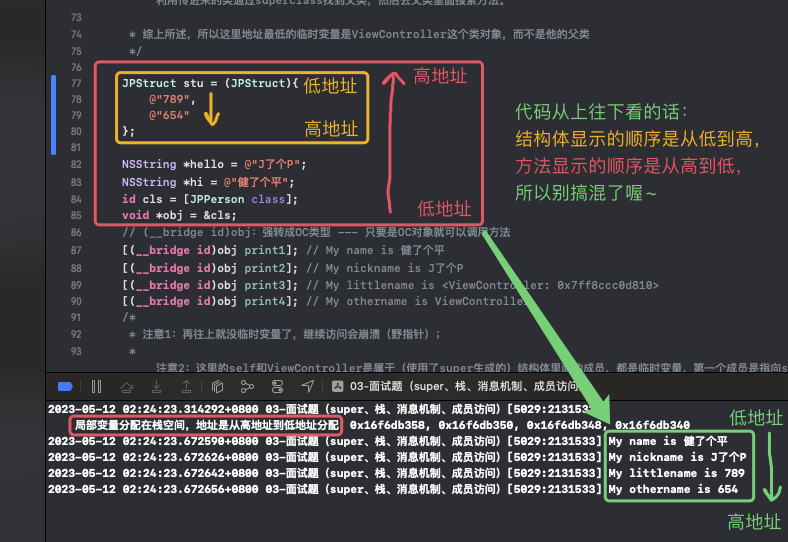 利用传进来的类通过superclass找到父类，然后去父类里面搜索方法。
73
74 * 综上所述，所以这里地址最低的临时变量是ViewController这个类对象，而不是他的父类
75 */
76
77 JPStruct stu = (JPStruct){
78 @"789",
79 @"654"
80 };
81
82 NSString *hello = @"J了个P";
83 NSString *hi = @"健了个平";
84 id cls = [JPPerson class];
85 void *obj = &cls;
86 // (__bridge id)obj：强转成OC类型 --- 只要是OC对象就可以调用方法
87 [(__bridge id)obj print1]; // My name is 健了个平
88 [(__bridge id)obj print2]; // My nickname is J了个P
89 [(__bridge id)obj print3]; // My littlename is <ViewController: 0x7ff8ccc0d810>
90 [(__bridge id)obj print4]; // My othername is ViewController
91 /*
92 * 注意1：再往上就没临时变量了，继续访问会崩溃（野指针）；
93 *
注意2：这里的self和ViewController是属于（使用了super生成的）结构体里面的成员，都是临时变量，第一个成员是指向s
低地址
高地址
高地址
低地址
代码从上往下看的话：
结构体显示的顺序是从低到高，
方法显示的顺序是从高到低，
所以别搞混了喔～
03-面试题（super、栈、消息机制、成员访问）
2023-05-12 02:24:23.314292+0800 03-面试题（super、栈、消息机制、成员访问）[5029:2131533]
局部变量分配在栈空间，地址是从高地址到低地址分配 0x16f6db358, 0x16f6db350, 0x16f6db348, 0x16f6db340
2023-05-12 02:24:23.672590+0800 03-面试题（super、栈、消息机制、成员访问）[5029:2131533] My name is 健了个平
2023-05-12 02:24:23.672626+0800 03-面试题（super、栈、消息机制、成员访问）[5029:2131533] My nickname is J了个P
2023-05-12 02:24:23.672642+0800 03-面试题（super、栈、消息机制、成员访问）[5029:2131533] My littlename is 789
2023-05-12 02:24:23.672656+0800 03-面试题（super、栈、消息机制、成员访问）[5029:2131533] My othername is 654
低地址
高地址